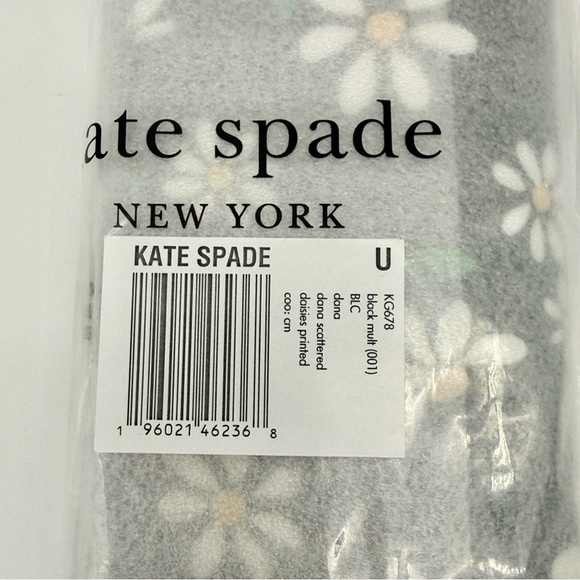 ate spade
NEW YORK
KATE SPADE
U
KG678
black mult (001)
BLC
dana
dana scattered
daisies printed
coo: cm
1 96021 46236 8